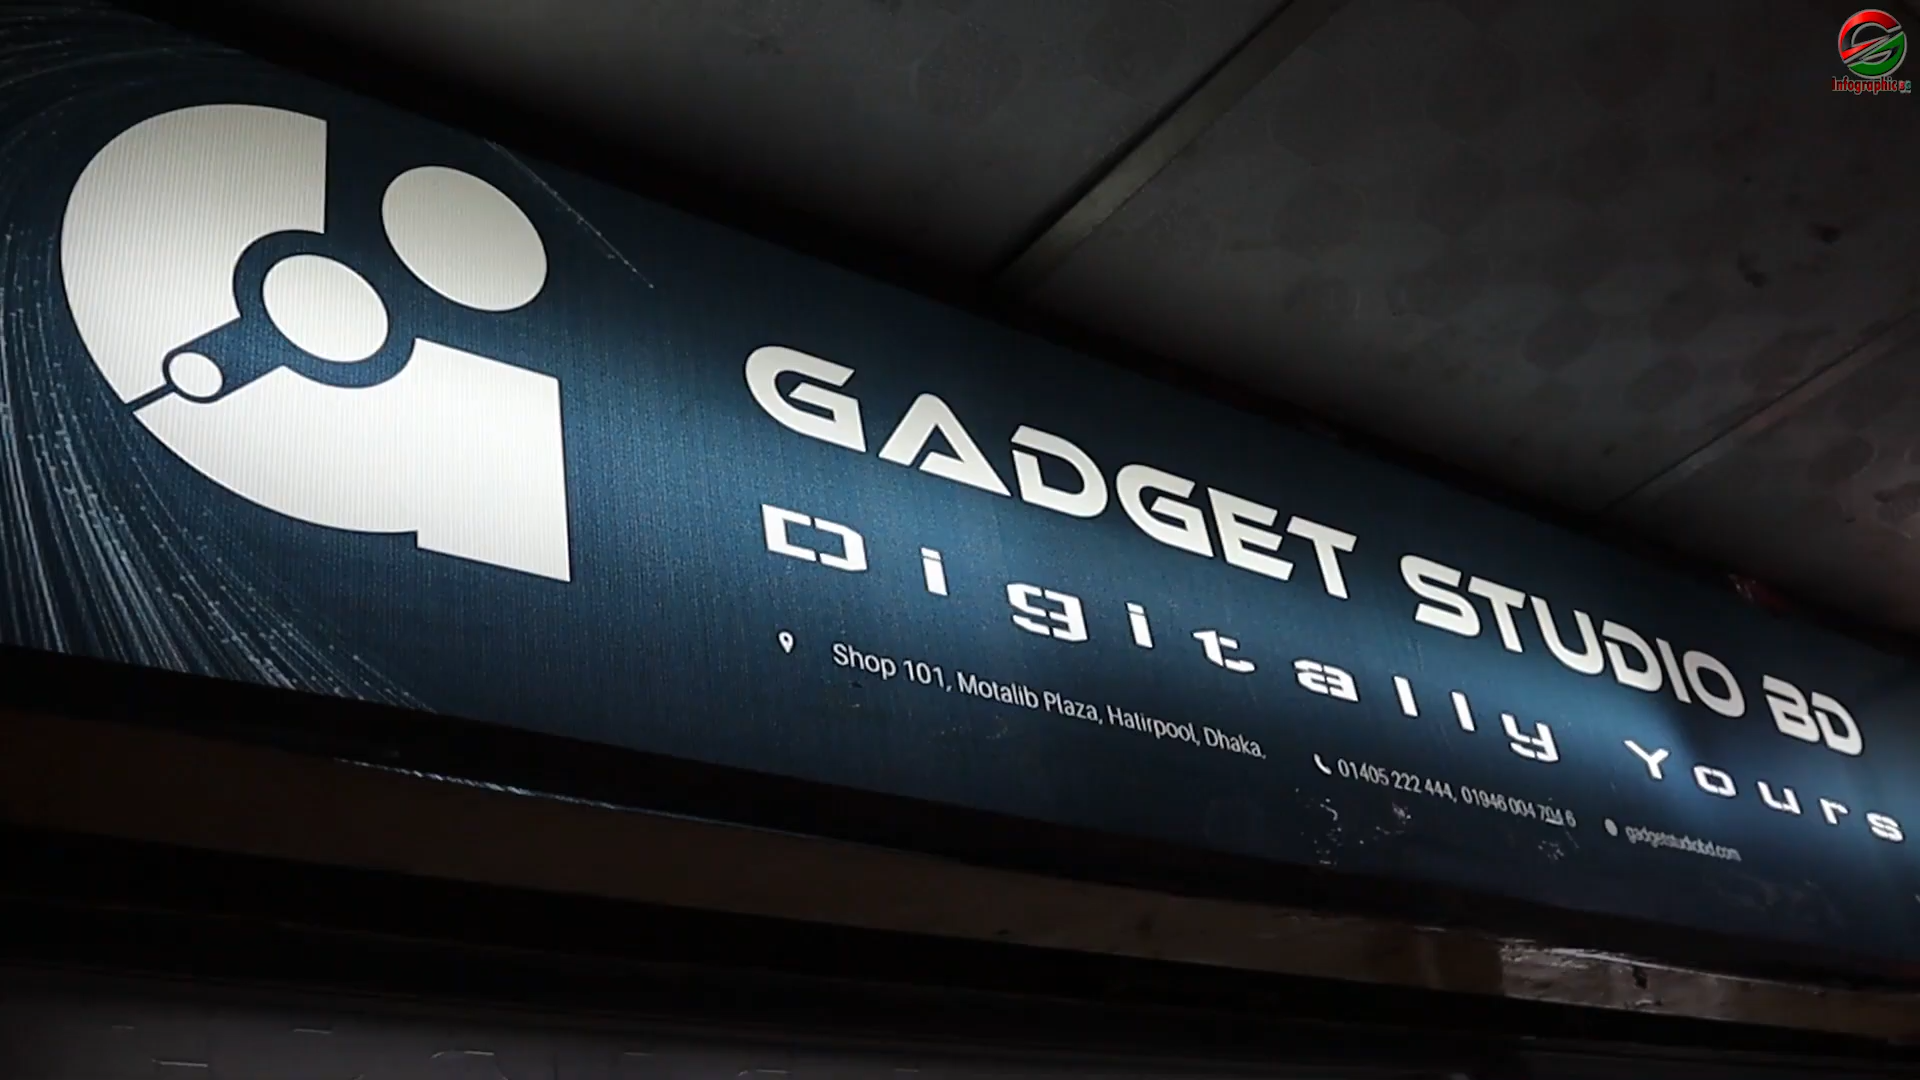 GADGET STUDIO BD
Digitally Yours
Shop 101, Motalib Plaza, Hatirpool, Dhaka,
01405 222 444, 01946 004 704 6
gadgetstudiobd.com
Infographicas